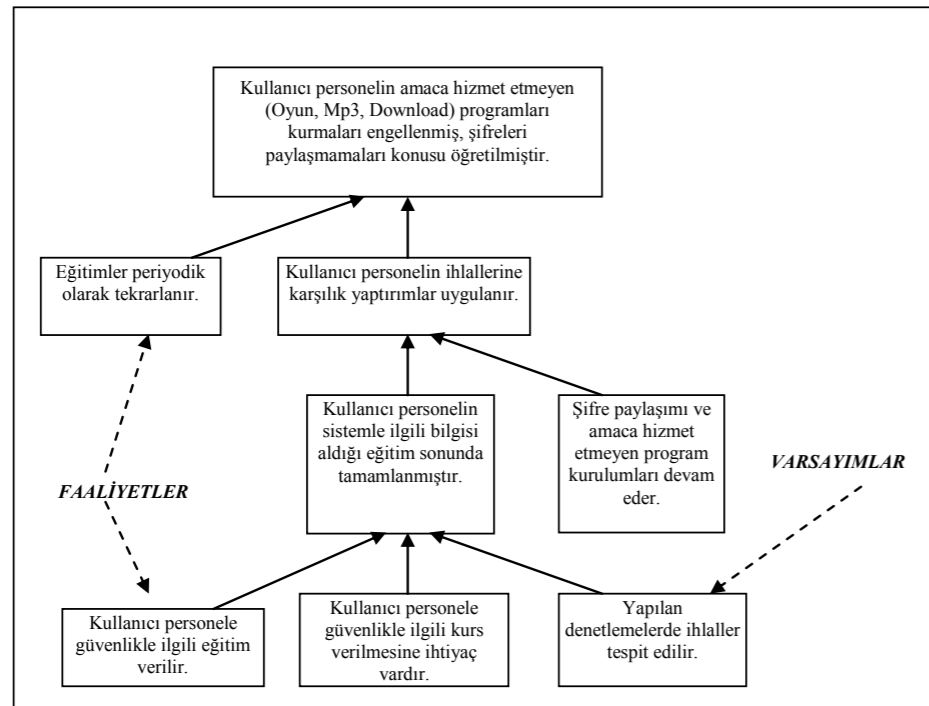 Kullanıcı personelin amaca hizmet etmeyen
(Oyun, Mp3, Download) programları
kurmaları engellenmiş, şifreleri
paylaşmamaları konusu öğretilmiştir.
Eğitimler periyodik
olarak tekrarlanır.
Kullanıcı personelin ihlallerine
karşılık yaptırımlar uygulanır.
Kullanıcı personelin
sistemle ilgili bilgisi
aldığı eğitim sonunda
tamamlanmıştır.
Şifre paylaşımı ve
amaca hizmet
etmeyen program
kurulumları devam
eder.
VARSAYIMLAR
FAALİYETLER
Kullanıcı personele
güvenlikle ilgili eğitim
verilir.
Kullanıcı personele
güvenlikle ilgili kurs
verilmesine ihtiyaç
vardır.
Yapılan
denetlemelerde ihlaller
tespit edilir.